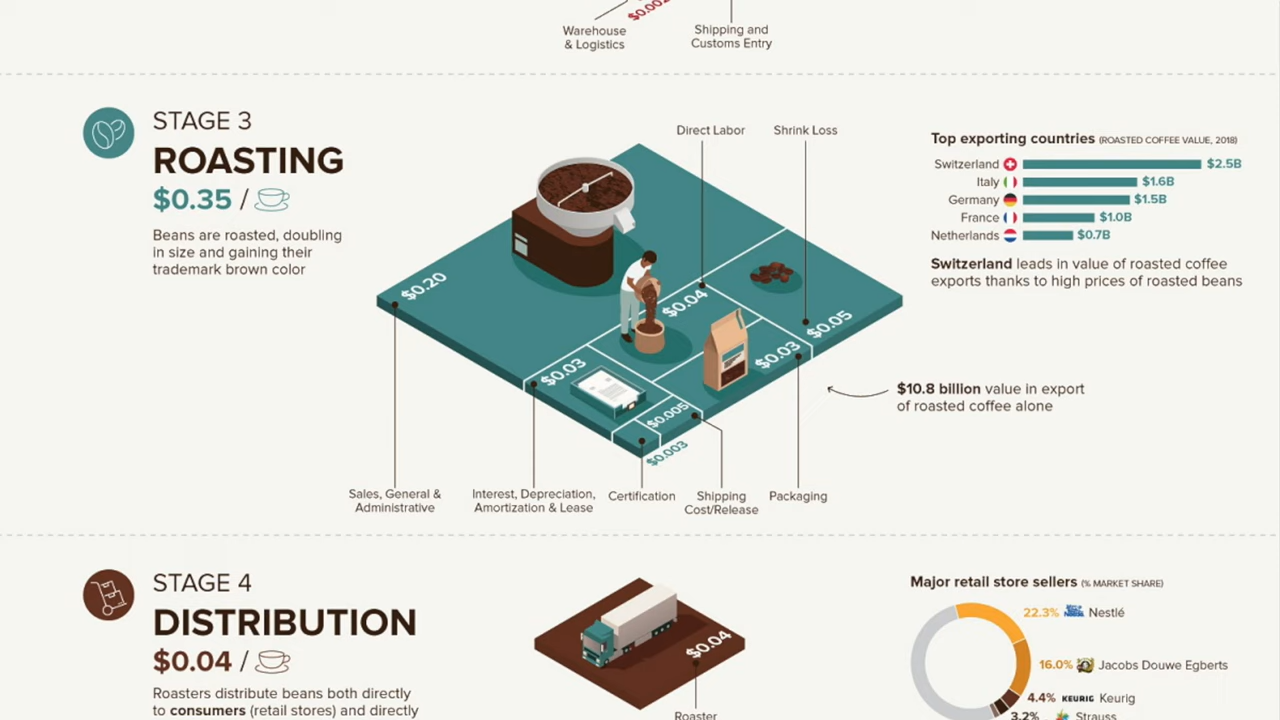 $0.002
Warehouse
& Logistics
Shipping and
Customs Entry
STAGE 3
ROASTING
$0.35 /
Beans are roasted, doubling
in size and gaining their
trademark brown color
Direct Labor
Shrink Loss
$0.20
$0.04
$0.05
$0.03
$0.03
$0.005
$0.003
Sales, General &
Administrative
Interest, Depreciation,
Amortization & Lease
Certification
Shipping
Cost/Release
Packaging
Top exporting countries (ROASTED COFFEE VALUE, 2018)
Switzerland $2.5B
Italy $1.6B
Germany $1.5B
France $1.0B
Netherlands $0.7B
Switzerland leads in value of roasted coffee
exports thanks to high prices of roasted beans
$10.8 billion value in export
of roasted coffee alone
STAGE 4
DISTRIBUTION
$0.04 /
Roasters distribute beans both directly
to consumers (retail stores) and directly
$0.04
Roaster
Major retail store sellers (% MARKET SHARE)
22.3% Nestlé
16.0% Jacobs Douwe Egberts
4.4% KEURIG Keurig
3.2% Strauss